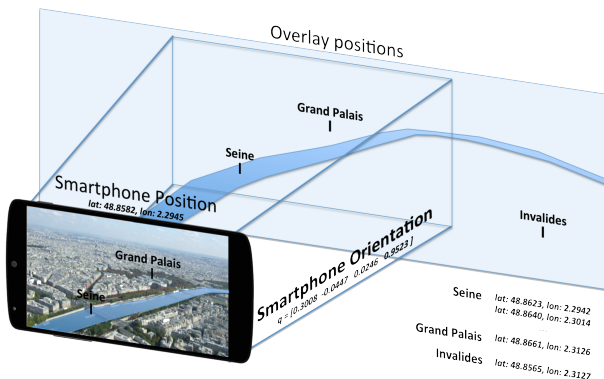 Overlay positions
Grand Palais
Seine
Smartphone Position
lat: 48.8582, lon: 2.2945
Invalides
Grand Palais
Seine
Smartphone Orientation
q = [0.3008 -0.0447 0.0246 0.9523 ]
Seine lat: 48.8623, lon: 2.2942
lat: 48.8640, lon: 2.3014
...
Grand Palais lat: 48.8661, lon: 2.3126
Invalides lat: 48.8565, lon: 2.3127